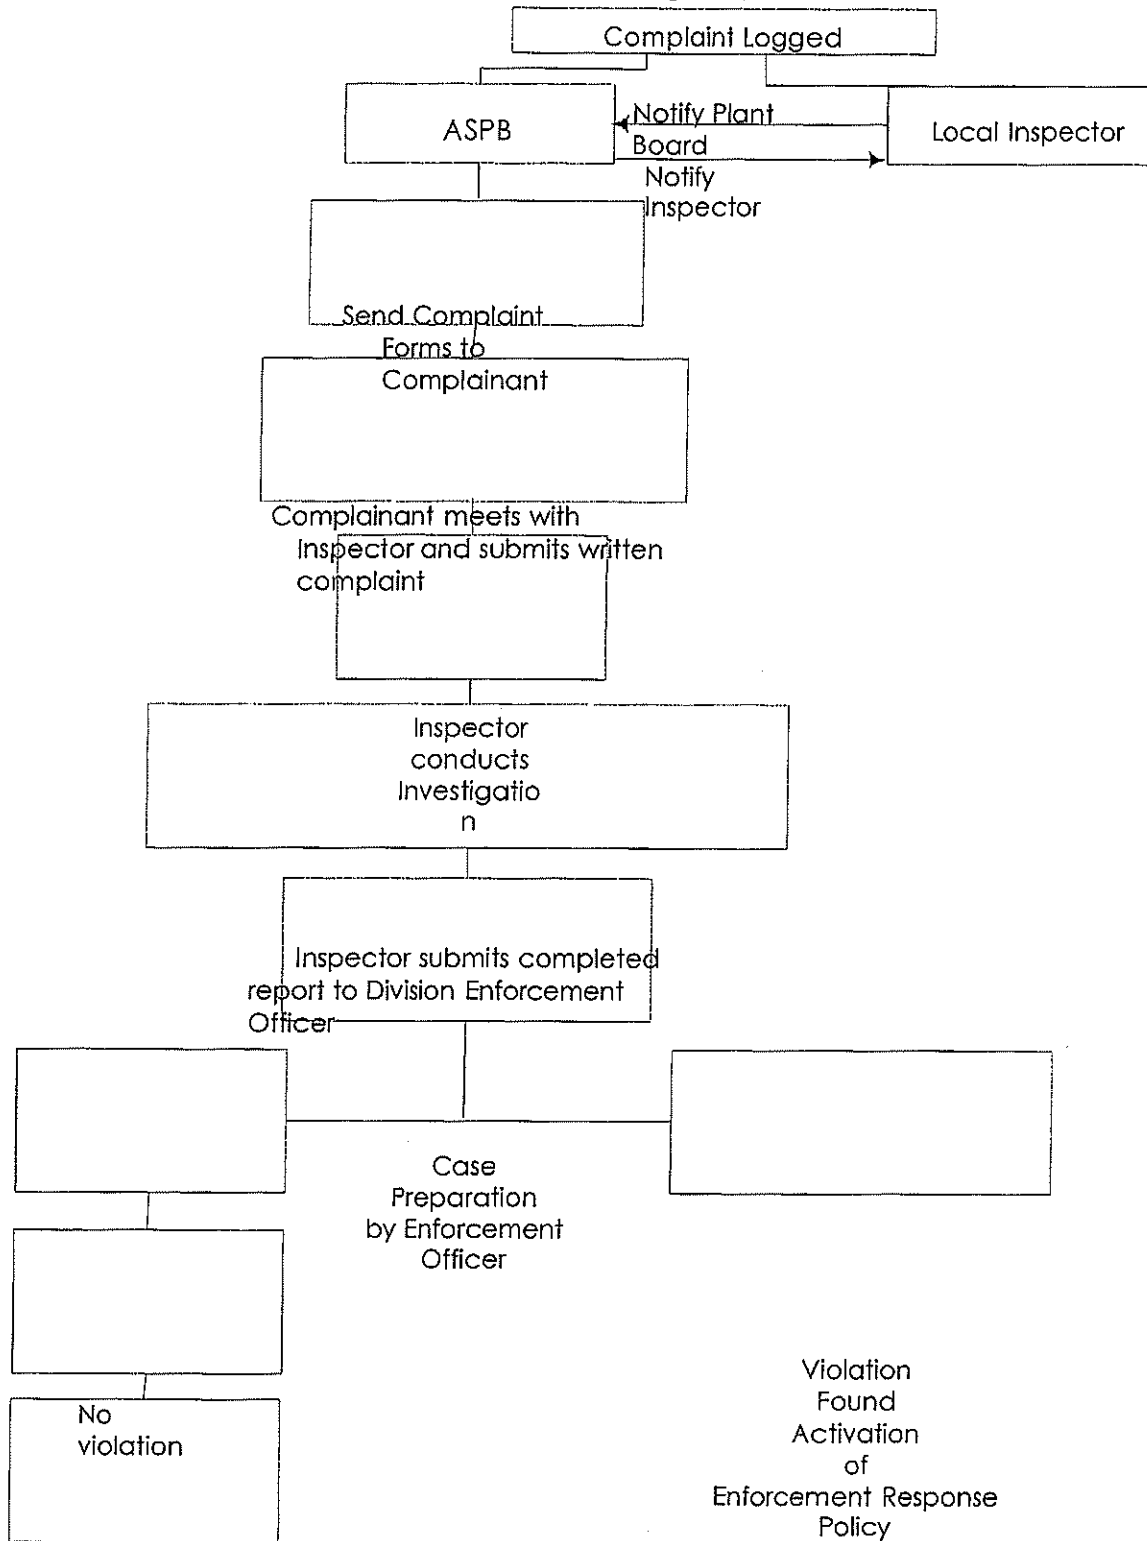 Complaint Logged
ASPB
Notify Plant
Board
Notify
Inspector
Local Inspector
Send Complaint
Forms to
Complainant
Complainant meets with
Inspector and submits written
complaint
Inspector
conducts
Investigatio
n
Inspector submits completed
report to Division Enforcement
Officer
Case
Preparation
by Enforcement
Officer
No
violation
Violation
Found
Activation
of
Enforcement Response
Policy